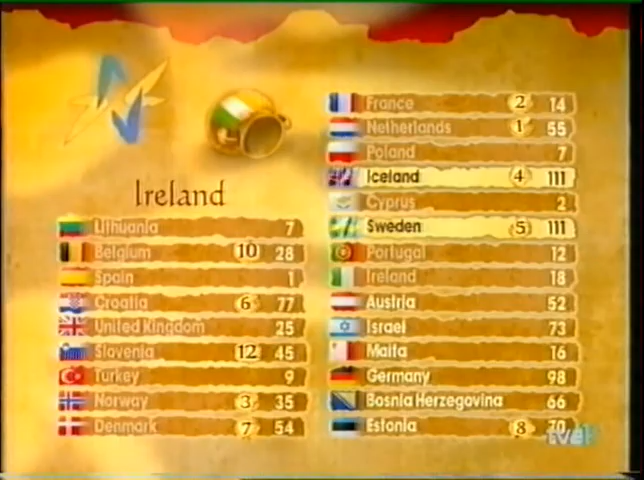 Ireland
Lithuania 7
Belgium 10 28
Spain 1
Croatia 6 77
United Kingdom 25
Slovenia 12 45
Turkey 9
Norway 3 35
Denmark 7 54
France 2 14
Netherlands 1 55
Poland 7
Iceland 4 111
Cyprus 2
Sweden 5 111
Portugal 12
Ireland 18
Austria 52
Israel 73
Malta 16
Germany 98
Bosnia Herzegovina 66
Estonia 8 70
tve